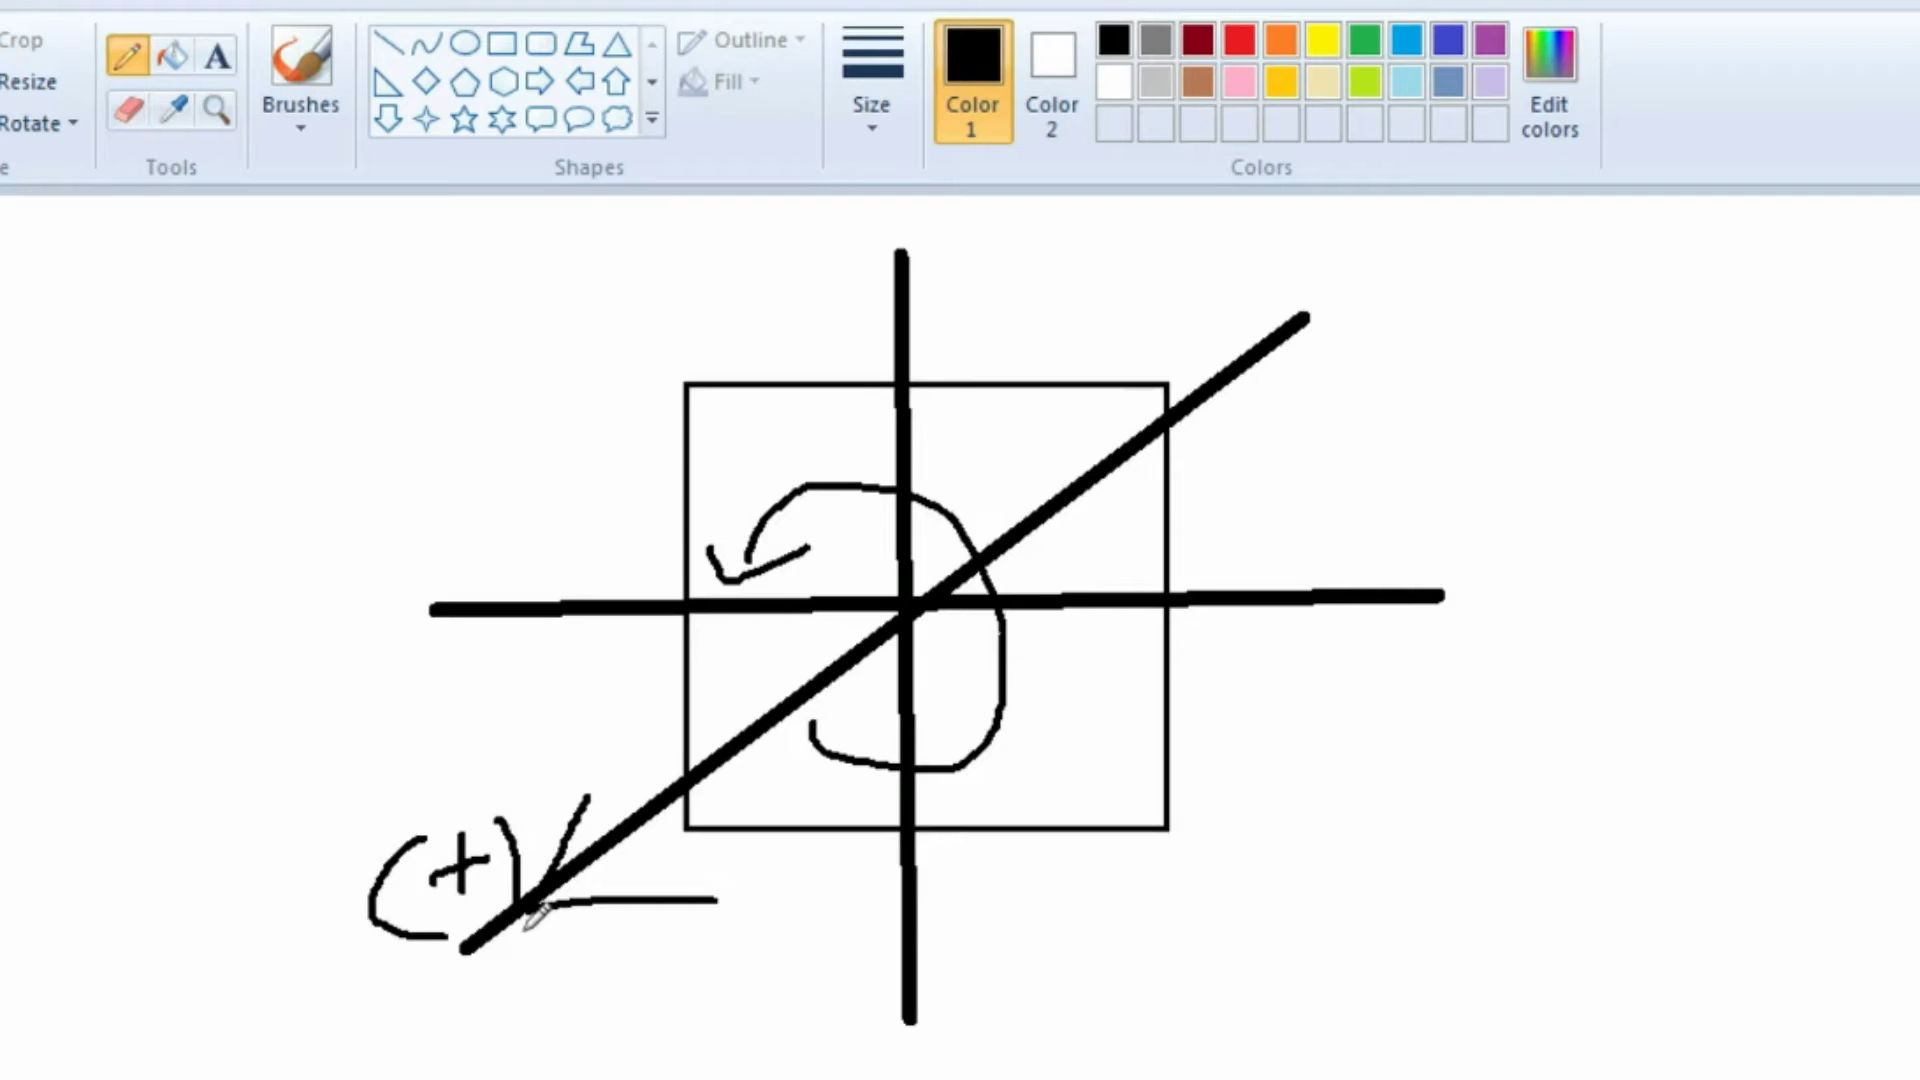 Crop
Resize
Rotate
e
A
Tools
Brushes
Shapes
Outline
Fill
Size
Color
1
Color
2
Edit
colors
Colors
(+)